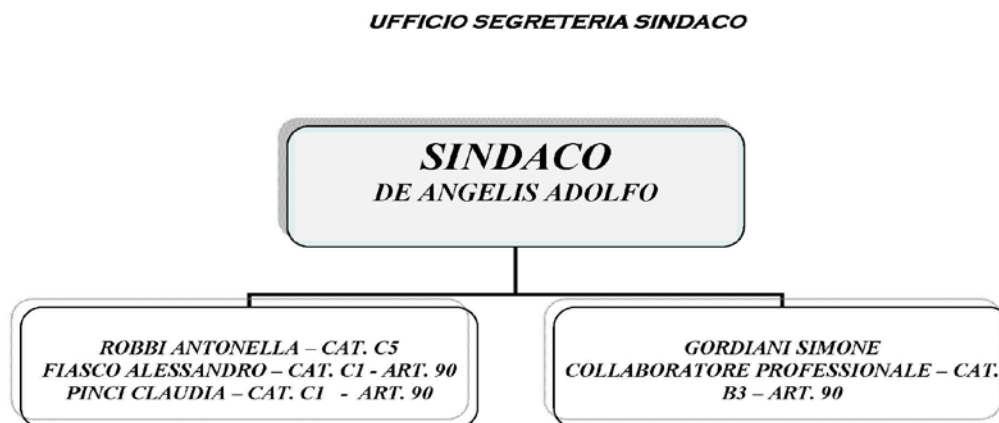 UFFICIO SEGRETERIA SINDACO
SINDACO
DE ANGELIS ADOLFO
ROBBI ANTONELLA – CAT. C5
FIASCO ALESSANDRO – CAT. C1 - ART. 90
PINCI CLAUDIA – CAT. C1 - ART. 90
GORDIANI SIMONE
COLLABORATORE PROFESSIONALE – CAT.
B3 – ART. 90